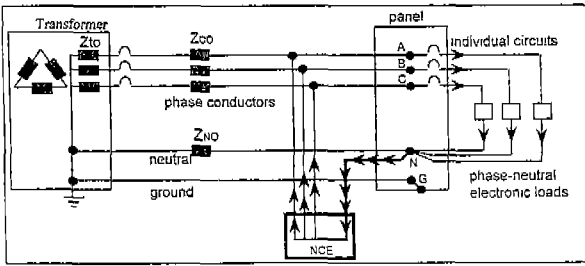 Transformer
Zto
Zco
panel
A
B
C
individual circuits
phase conductors
ZNO
neutral
N
ground
G
phase-neutral
electronic loads
NCE